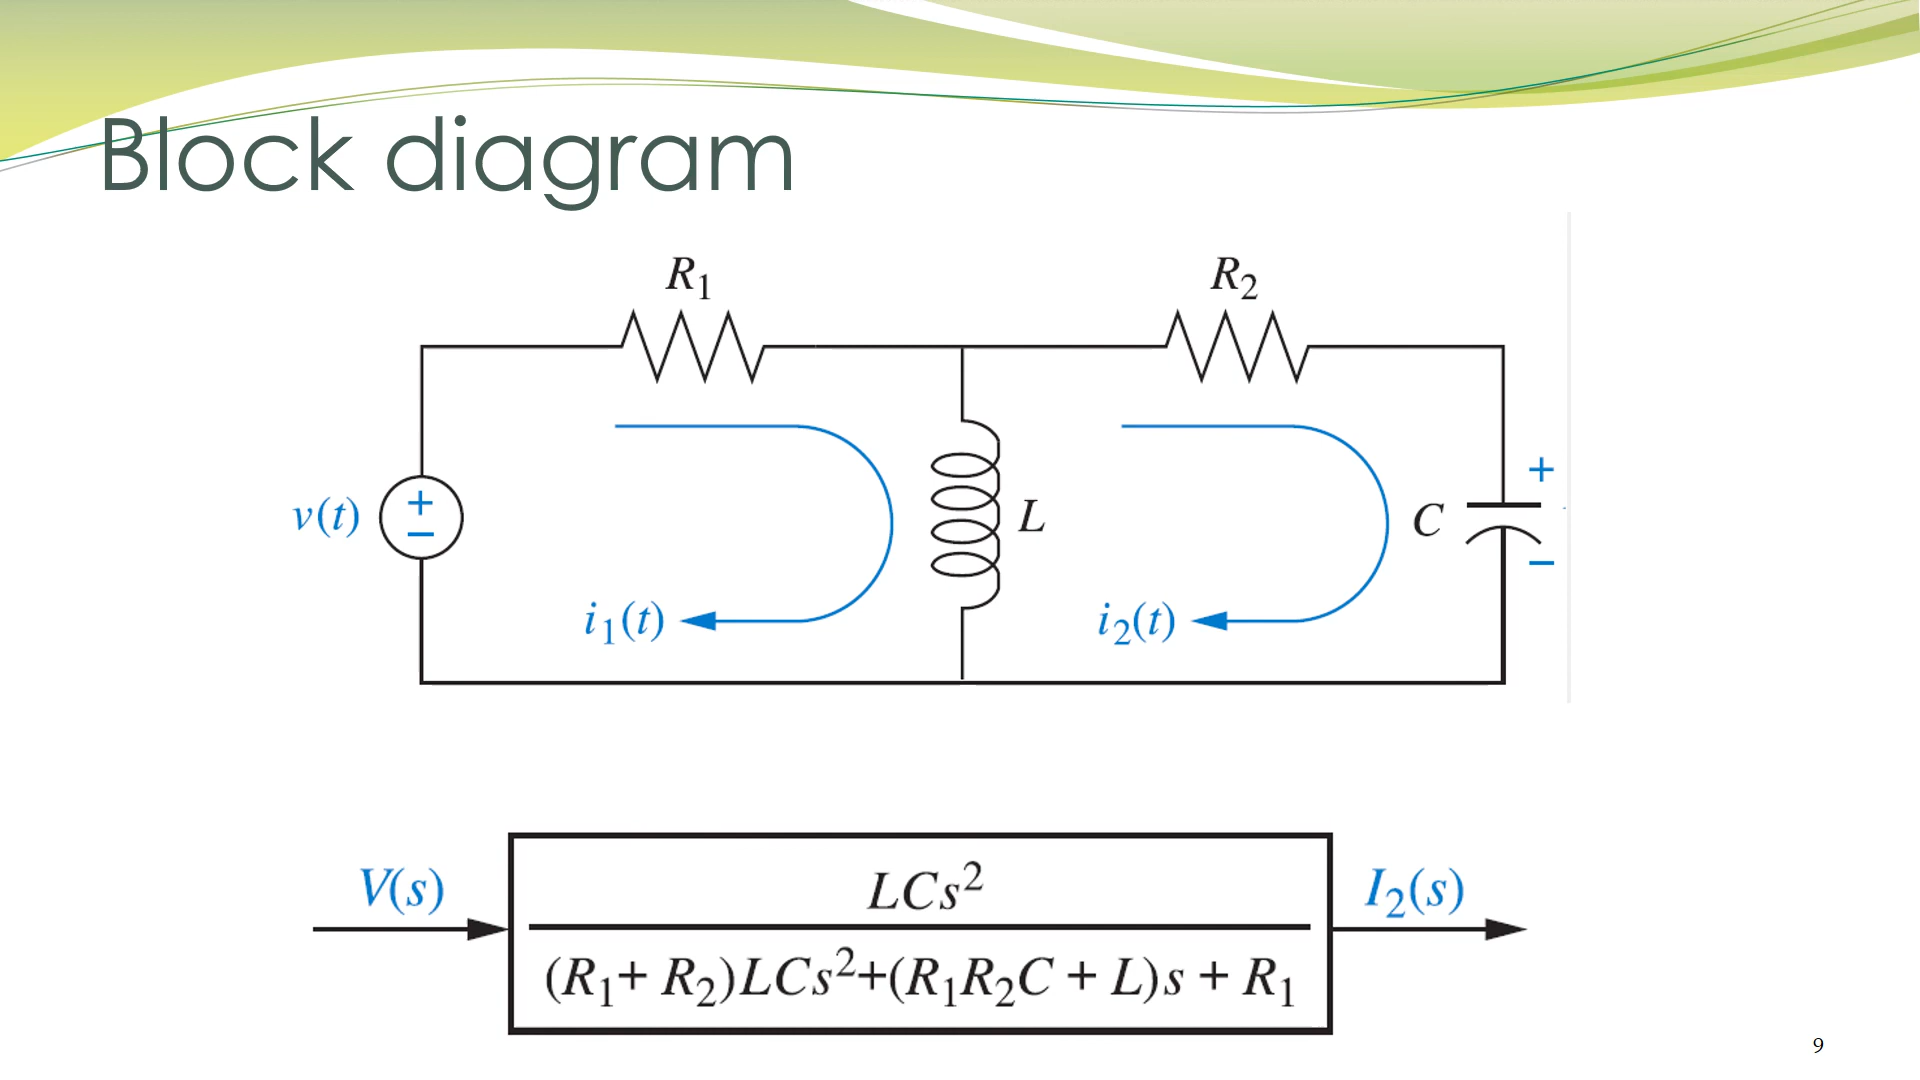 Block diagram
R₁ R₂
+
v(t) + − L C
−
i₁(t) i₂(t)
V(s) LCs² I₂(s)
(R₁+ R₂)LCs²+(R₁R₂C + L)s + R₁
9